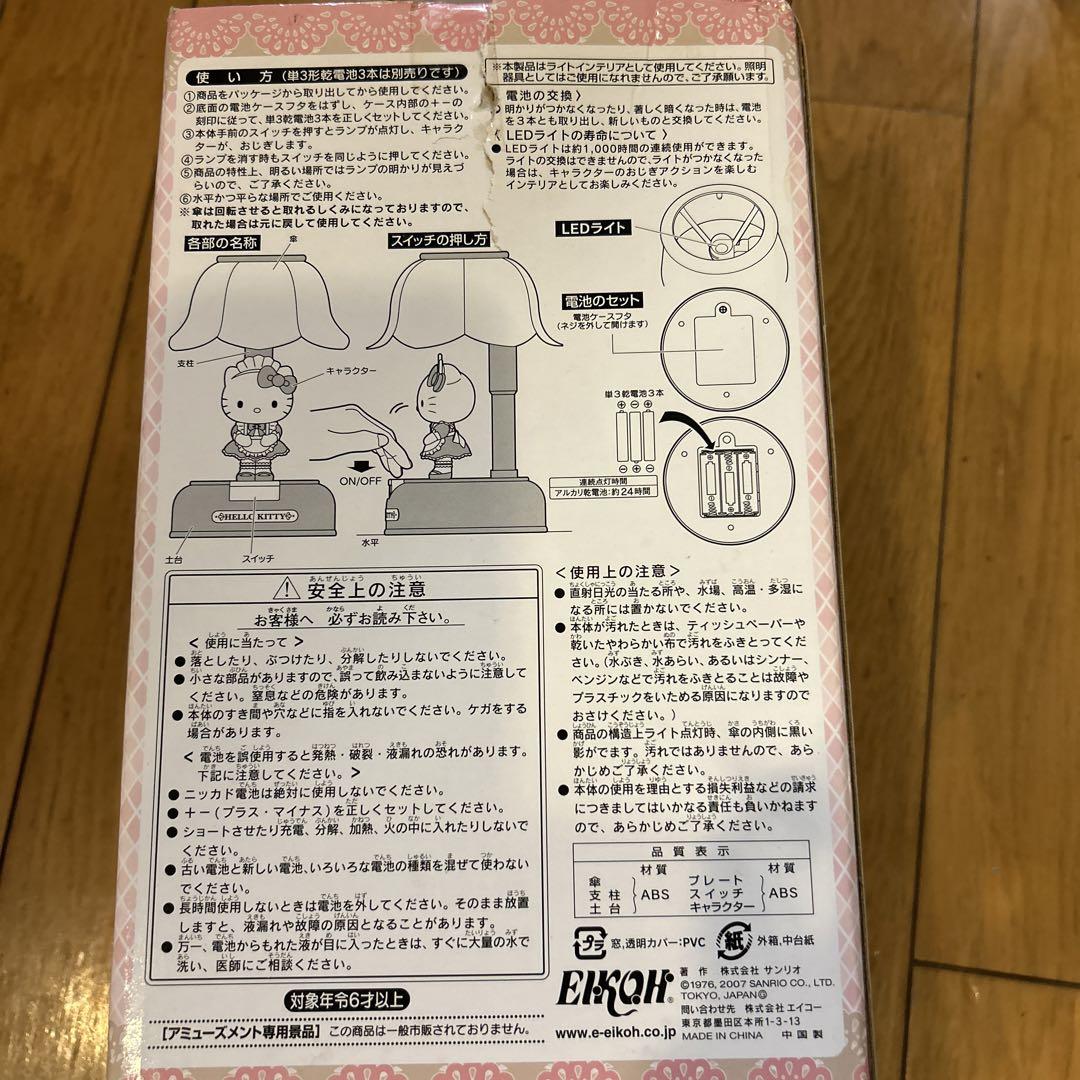 使い方(単3形乾電池3本は別売りです)
①商品をパッケージから取り出してから使用してください。
②底面の電池ケースフタをはずし、ケース内部の＋−の
刻印に従って、単3乾電池3本を正しくセットしてください。
③本体手前のスイッチを押すとランプが点灯し、キャラク
ターが、おじぎします。
④ランプを消す時もスイッチを同じように押してください。
⑤商品の特性上、明るい場所ではランプの明かりが見えづ
らいので、ご了承ください。
⑥水平かつ平らな場所でご使用ください。
※傘は回転させると取れるしくみになっておりますので、
取れた場合は元に戻して使用してください。
※本製品はライトインテリアとして使用してください。照明
器具としてはご使用になれませんので、ご了承願います。
電池の交換〉
明かりがつかなくなったり、著しく暗くなった時は、電池
を3本とも取り出し、新しいものと交換してください。
〈LEDライトの寿命について〉
●LEDライトは約1,000時間の連続使用ができます。
ライトの交換はできませんので、ライトがつかなくなった
場合は、キャラクターのおじぎアクションを楽しむ
インテリアとしてお楽しみください。
各部の名称
傘
支柱
キャラクター
HELLO KITTY
土台
スイッチ
スイッチの押し方
ON/OFF
水平
LEDライト
電池のセット
電池ケースフタ
(ネジを外して開けます)
単3乾電池3本
連続点灯時間
アルカリ乾電池:約24時間
⚠安全上の注意
お客様へ 必ずお読み下さい。
<使用に当たって>
●落としたり、ぶつけたり、分解したりしないでください。
●小さな部品がありますので、誤って飲み込まないように注意して
ください。窒息などの危険があります。
●本体のすき間や穴などに指を入れないでください。ケガをする
場合があります。
<電池を誤使用すると発熱・破裂・液漏れの恐れがあります。
下記に注意してください。>
●ニッカド電池は絶対に使用しないでください。
●＋−(プラス・マイナス)を正しくセットしてください。
●ショートさせたり充電、分解、加熱、火の中に入れたりしないで
ください。
●古い電池と新しい電池、いろいろな電池の種類を混ぜて使わない
でください。
●長時間使用しないときは電池を外してください。そのまま放置
しますと、液漏れや故障の原因となることがあります。
●万一、電池からもれた液が目に入ったときは、すぐに大量の水で
洗い、医師にご相談ください。
対象年令6才以上
【アミューズメント専用景品】この商品は一般市販されておりません。
<使用上の注意>
●直射日光の当たる所や、水場、高温・多湿に
なる所には置かないでください。
●本体が汚れたときは、ティッシュペーパーや
乾いたやわらかい布で汚れをふきとってくだ
さい。(水ぶき、水あらい、あるいはシンナー、
ベンジンなどで汚れをふきとることは故障や
プラスチックをいためる原因になりますので
おさけください。)
●商品の構造上ライト点灯時、傘の内側に黒い
影がでます。汚れではありませんので、あら
かじめご了承ください。
●本体の使用を理由とする損失利益などの請求
につきましてはいかなる責任も負いかねます
ので、あらかじめご了承ください。
品質表示
材質 材質
傘 プレート
支柱 ABS スイッチ ABS
土台 キャラクター
プラ 窓,透明カバー:PVC 紙 外箱,中台紙
EIKOH®
www.e-eikoh.co.jp
著作 株式会社 サンリオ
©1976, 2007 SANRIO CO., LTD.
TOKYO, JAPAN Ⓛ
問い合わせ先 株式会社 エイコー
東京都墨田区本所1-3-13
MADE IN CHINA 中国製